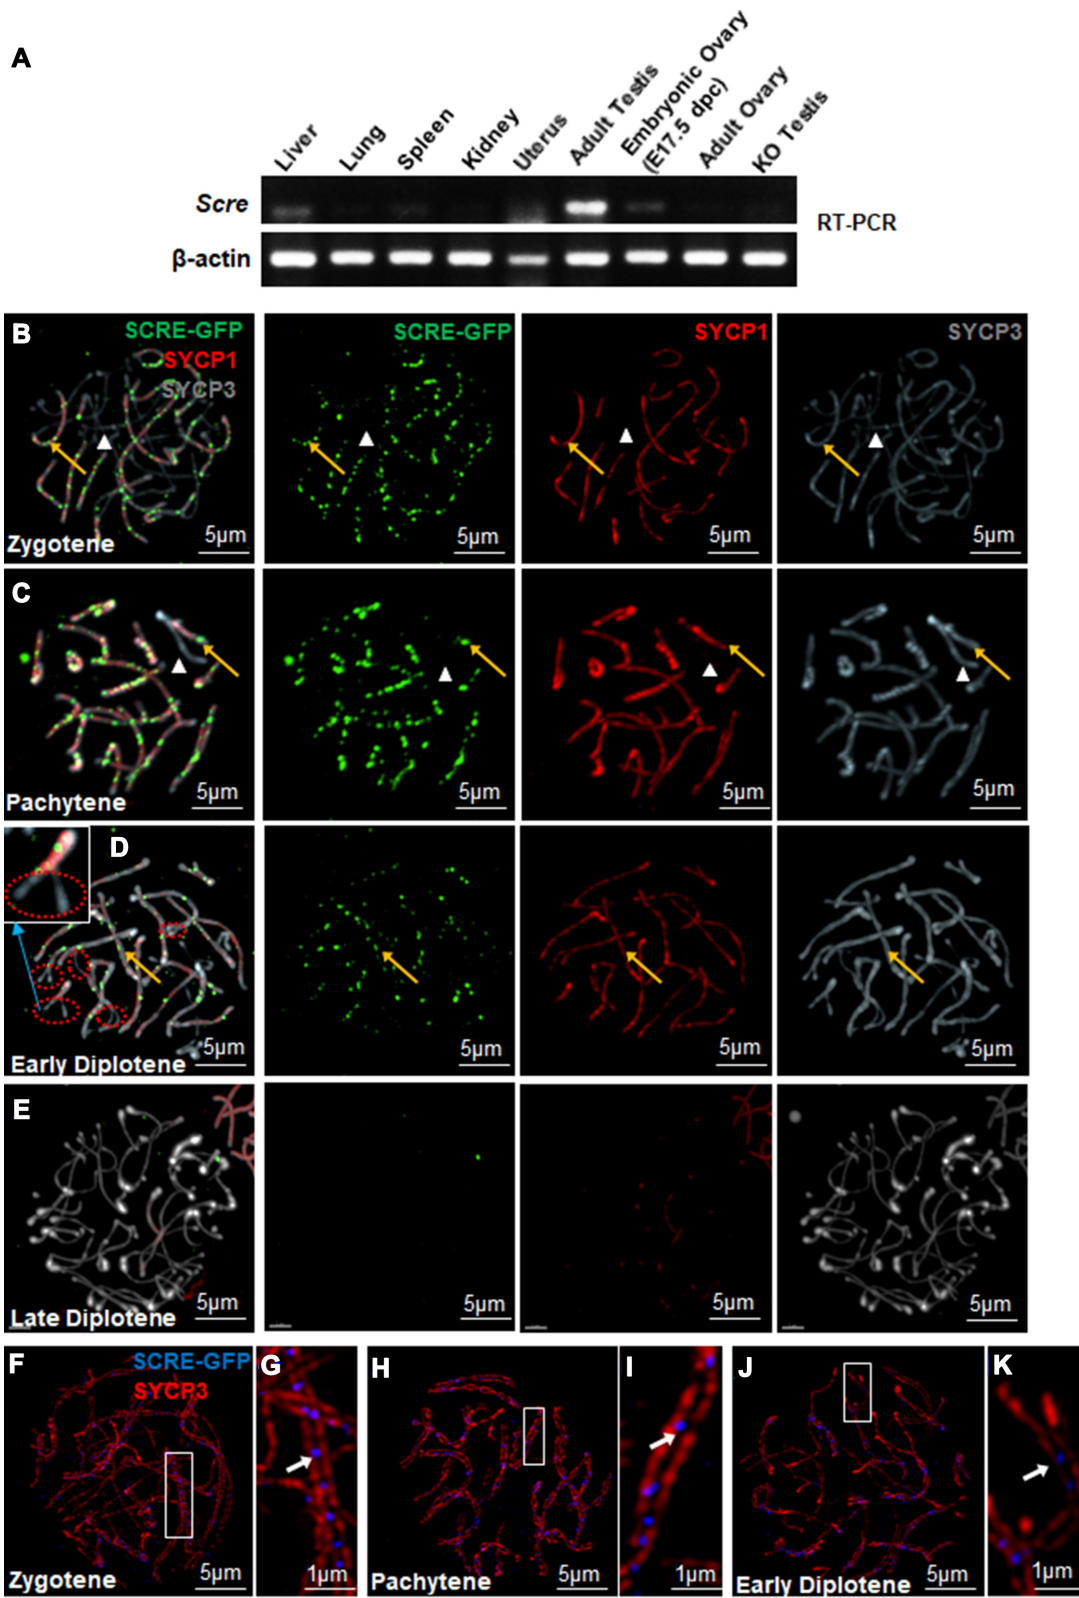 A
Liver
Lung
Spleen
Kidney
Uterus
Adult Testis
Embryonic Ovary
(E17.5 dpc)
Adult Ovary
KO Testis
Scre
RT-PCR
β-actin
B
SCRE-GFP
SYCP1
SYCP3
SCRE-GFP
SYCP1
SYCP3
Zygotene
5µm
5µm
5µm
5µm
C
Pachytene
5µm
5µm
5µm
5µm
D
Early Diplotene
5µm
5µm
5µm
5µm
E
Late Diplotene
5µm
5µm
5µm
5µm
F
SCRE-GFP
SYCP3
Zygotene
5µm
G
1µm
H
Pachytene
5µm
I
1µm
J
Early Diplotene
5µm
K
1µm